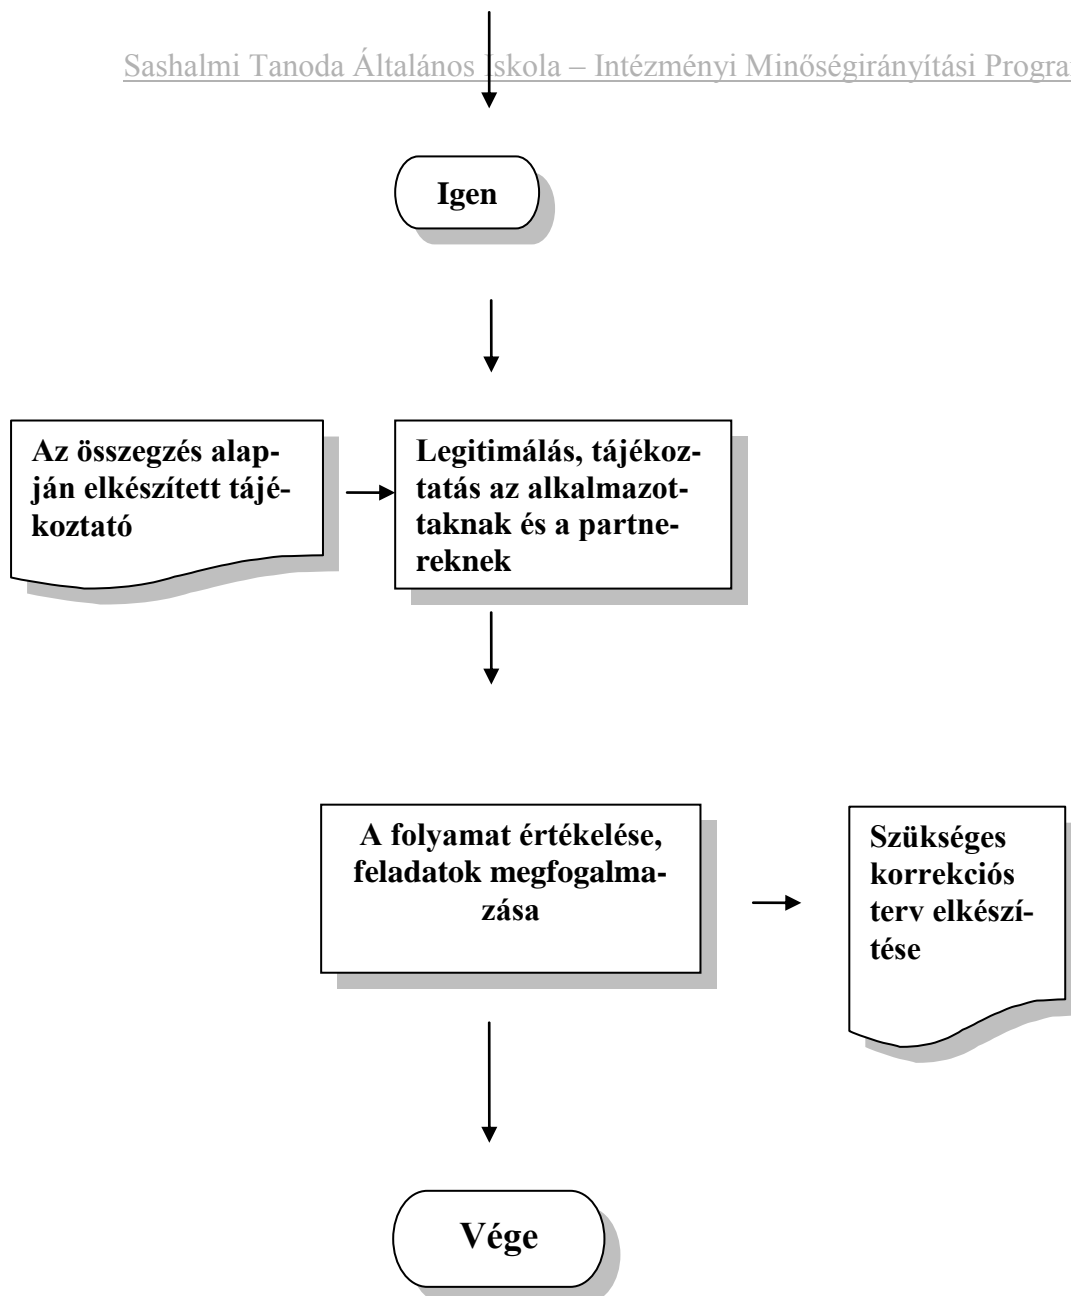 Sashalmi Tanoda Általános Iskola – Intézményi Minőségirányítási
Igen
Az összegzés alap-
ján elkészített tájé-
koztató
Legitimálás, tájékoz-
tatás az alkalmazot-
taknak és a partne-
reknek
A folyamat értékelése,
feladatok megfogalma-
zása
Szükséges
korrekciós
terv elkészí-
tése
Vége